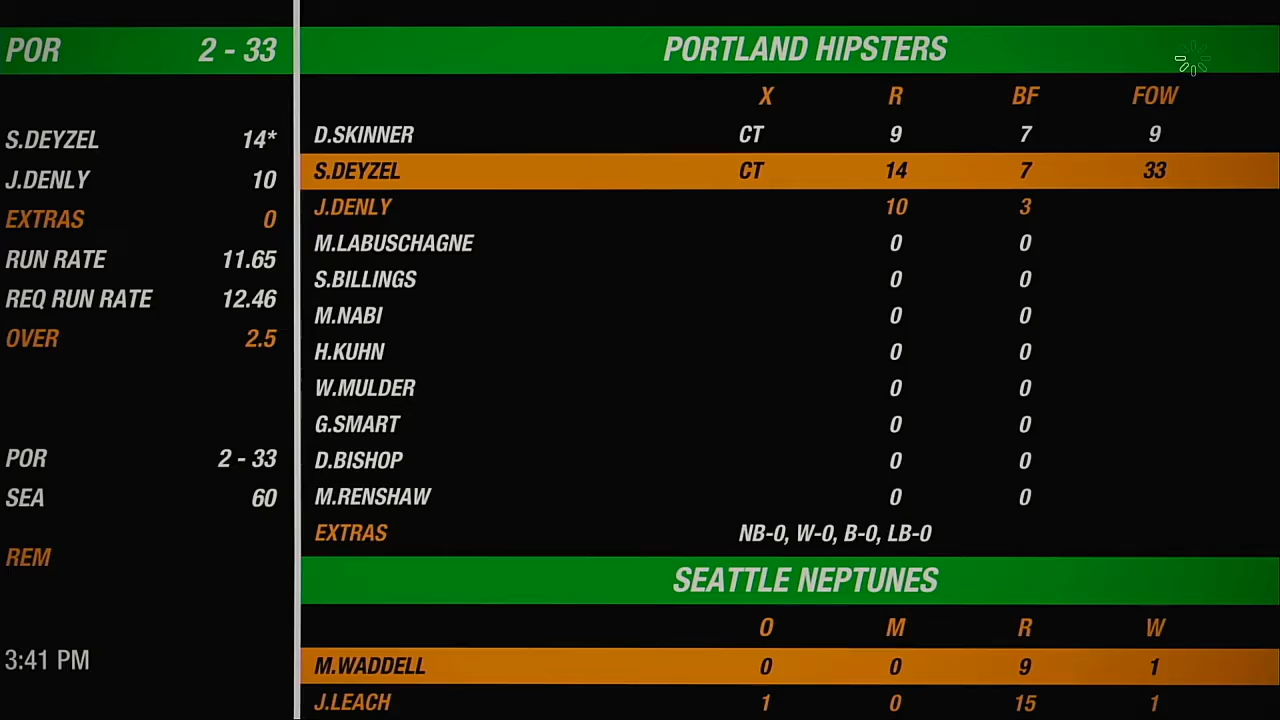 POR 2 - 33
S.DEYZEL 14*
J.DENLY 10
EXTRAS 0
RUN RATE 11.65
REQ RUN RATE 12.46
OVER 2.5
POR 2 - 33
SEA 60
REM
3:41 PM
PORTLAND HIPSTERS
X R BF FOW
D.SKINNER CT 9 7 9
S.DEYZEL CT 14 7 33
J.DENLY 10 3
M.LABUSCHAGNE 0 0
S.BILLINGS 0 0
M.NABI 0 0
H.KUHN 0 0
W.MULDER 0 0
G.SMART 0 0
D.BISHOP 0 0
M.RENSHAW 0 0
EXTRAS NB-0, W-0, B-0, LB-0
SEATTLE NEPTUNES
O M R W
M.WADDELL 0 0 9 1
J.LEACH 1 0 15 1